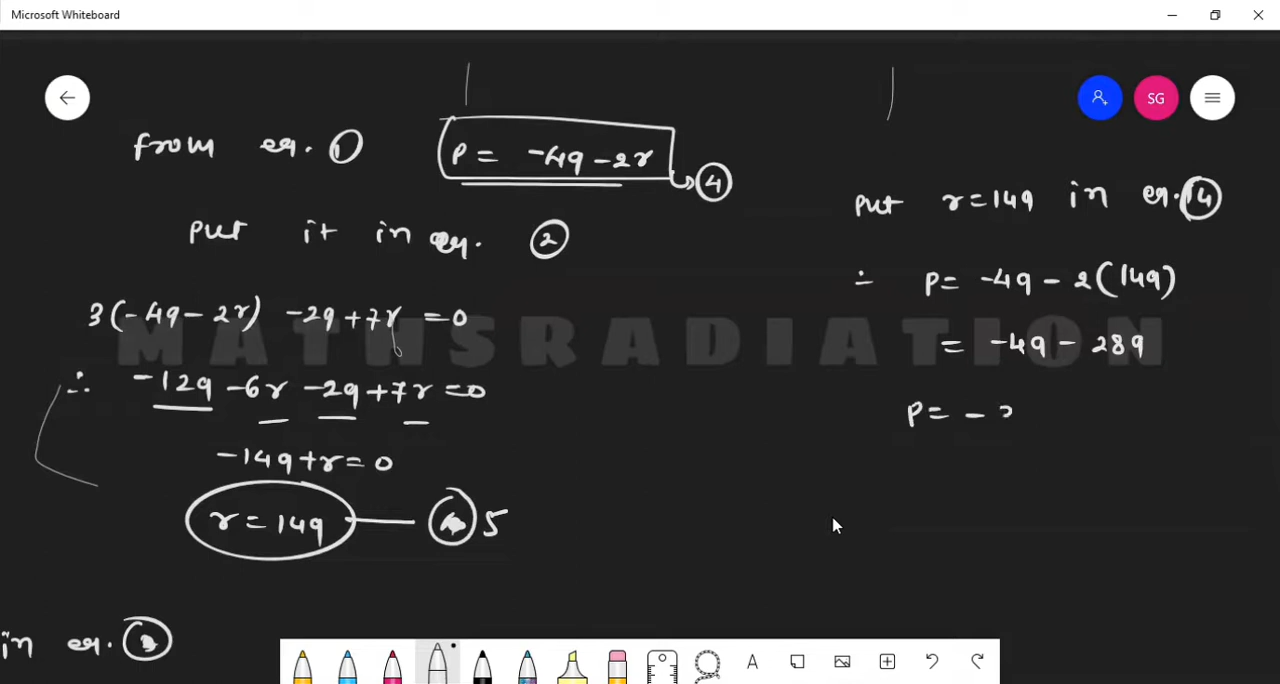 Microsoft Whiteboard
SG
from eq. ①
P = -4q - 2r
④
put it in eq. ②
3(-4q - 2r) -2q + 7r = 0
∴ -12q - 6r - 2q + 7r = 0
-14q + r = 0
r = 14q
5
in eq.
put r = 14q in eq. 4
∴ P = -4q - 2(14q)
= -4q - 28q
P = -
MATHSRADIATION
A